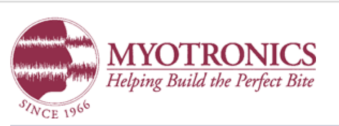 MYOTRONICS
Helping Build the Perfect Bite
SINCE 1966